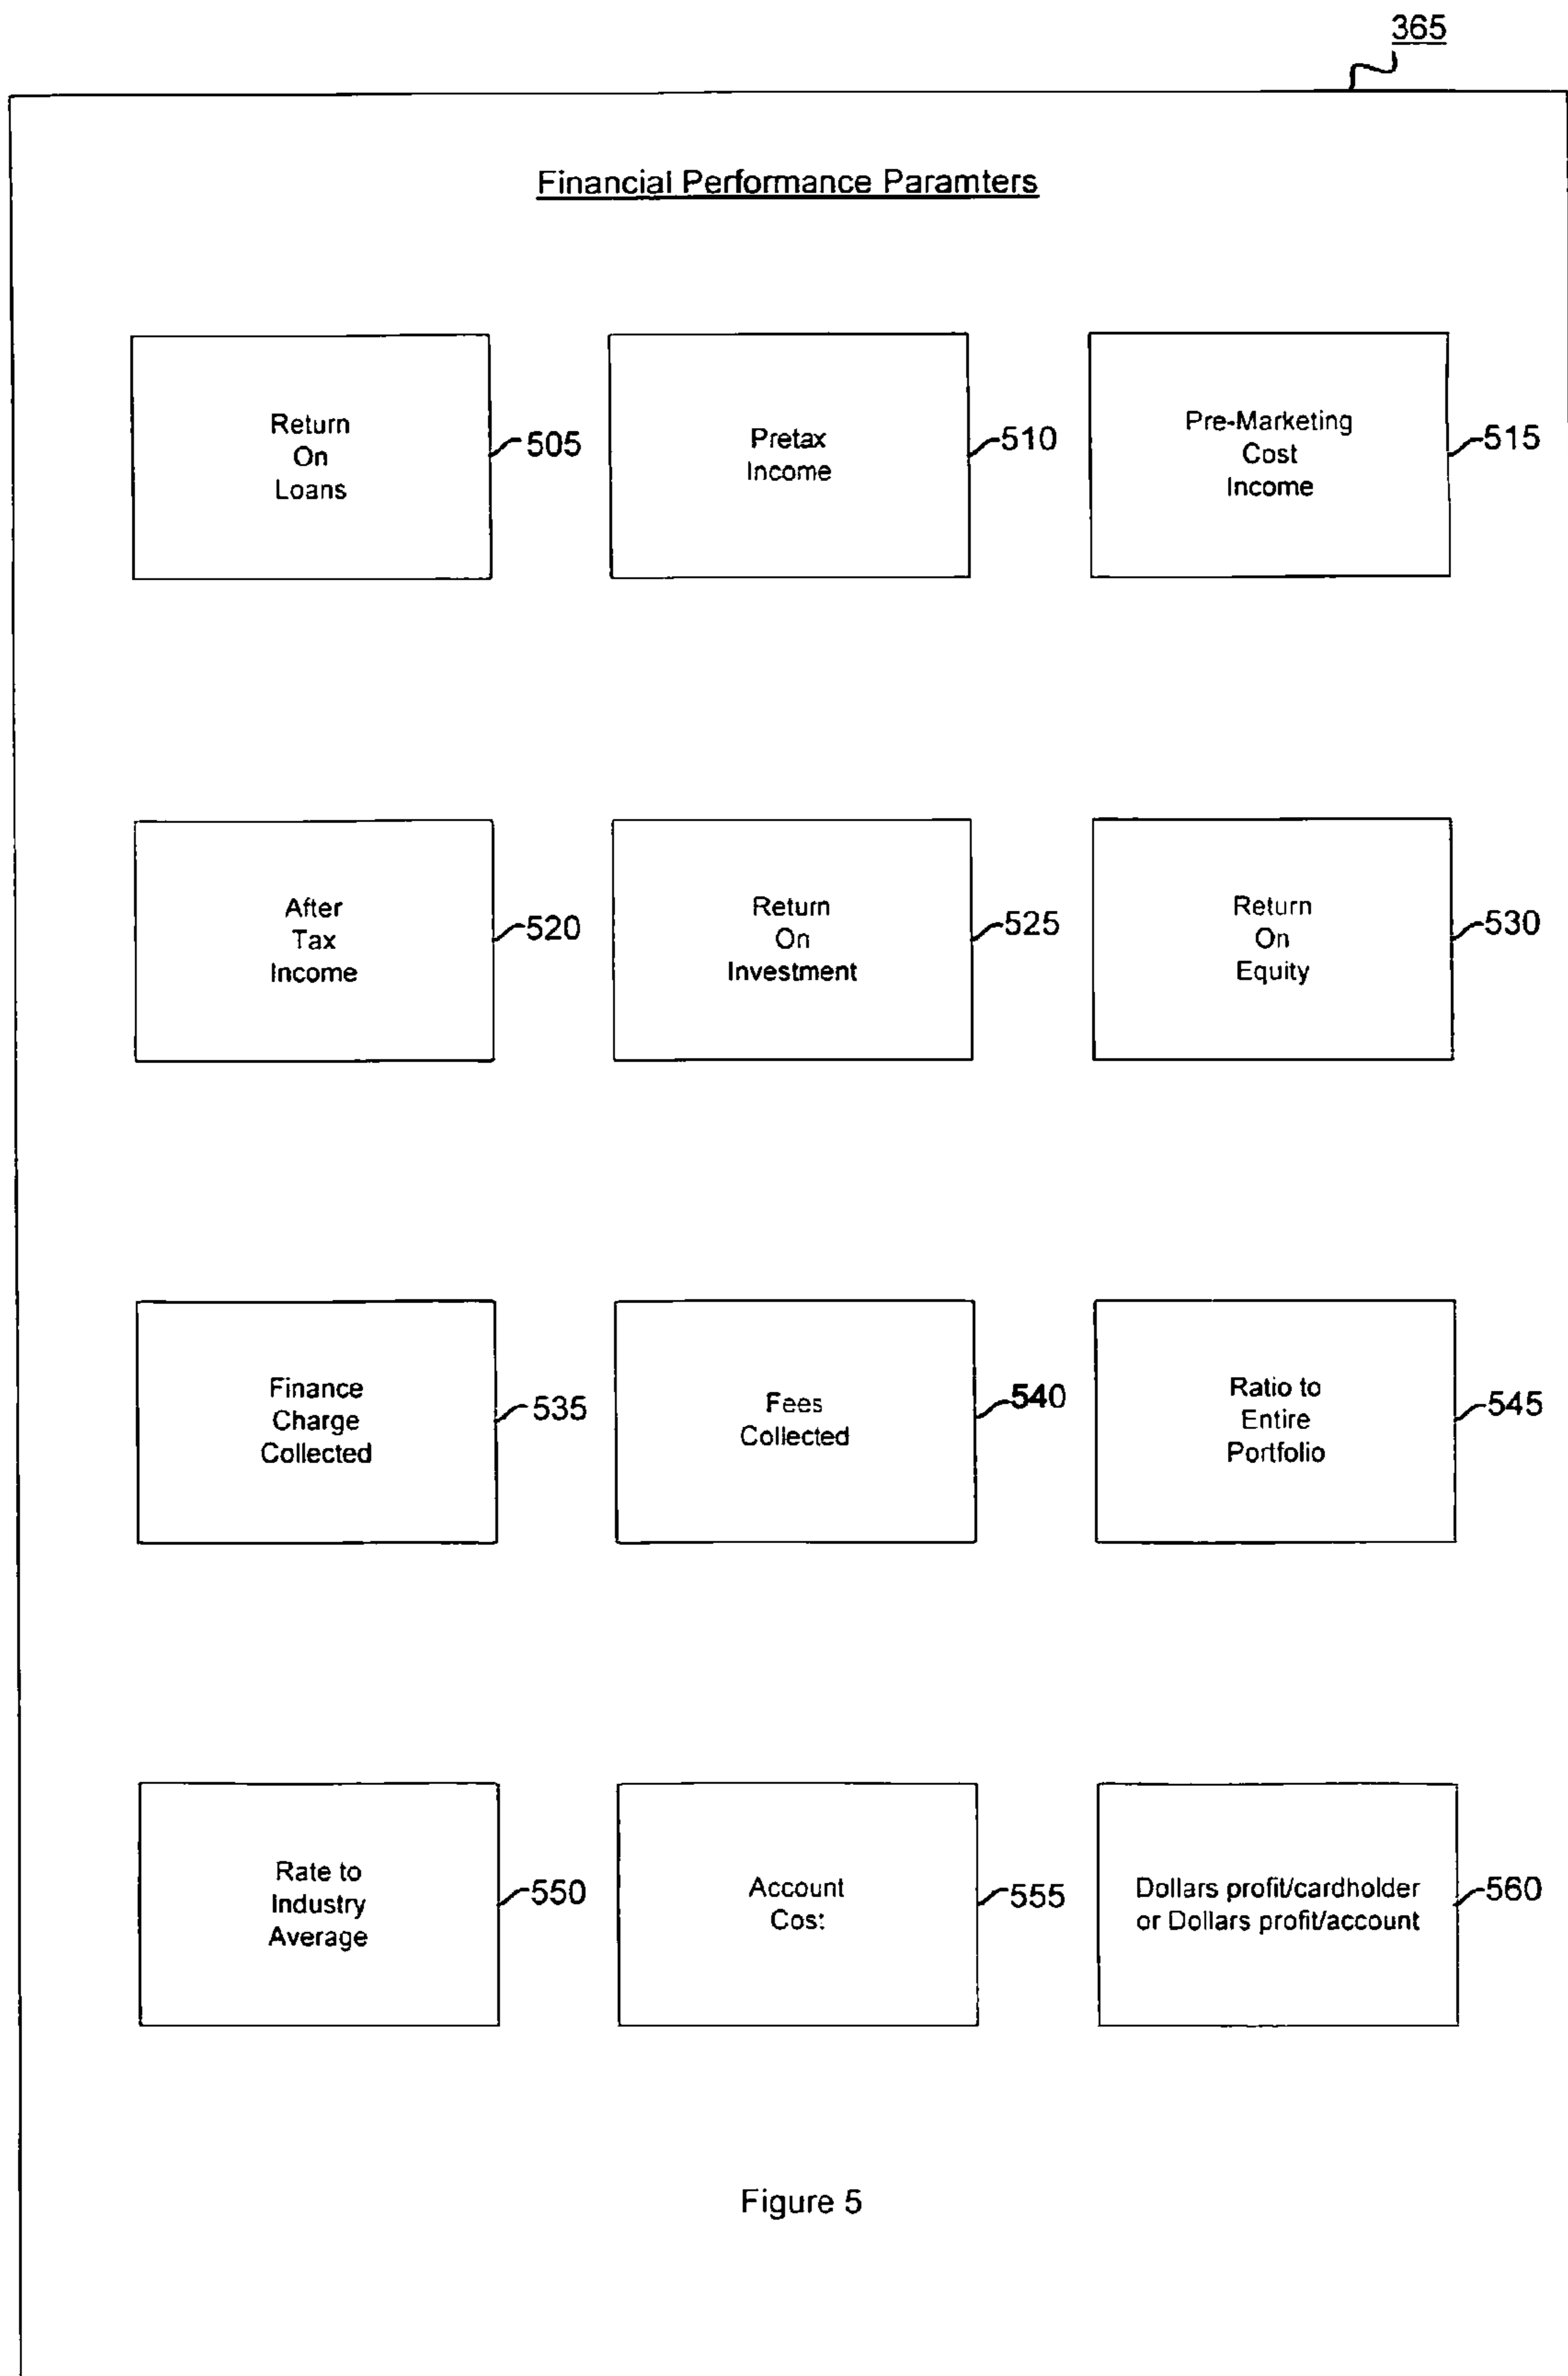 365
Financial Performance Paramters
Return
On
Loans
505
Pretax
Income
510
Pre-Marketing
Cost
Income
515
After
Tax
Income
520
Return
On
Investment
525
Return
On
Equity
530
Finance
Charge
Collected
535
Fees
Collected
540
Ratio to
Entire
Portfolio
545
Rate to
Industry
Average
550
Account
Cost
555
Dollars profit/cardholder
or Dollars profit/account
560
Figure 5